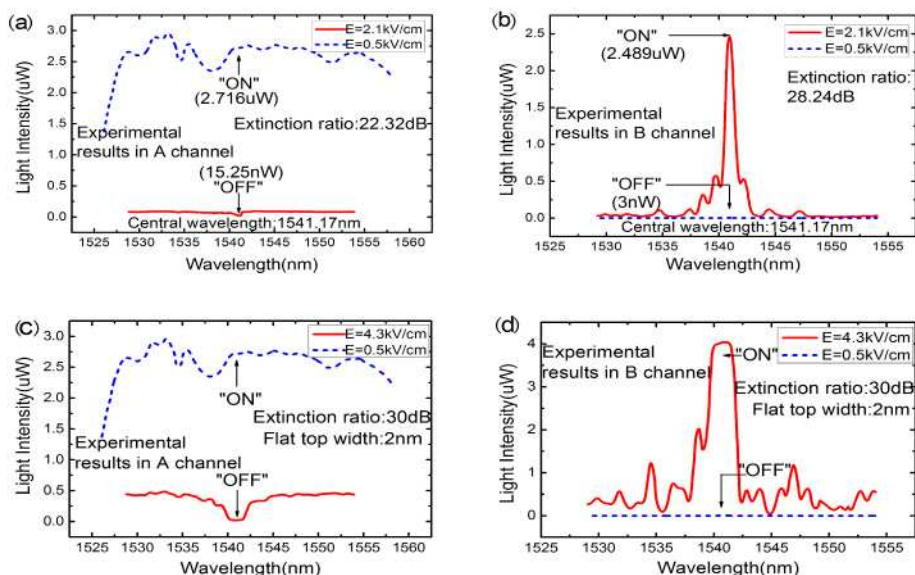 (a)
E=2.1kV/cm
E=0.5kV/cm
"ON"
(2.716uW)
Extinction ratio:22.32dB
Experimental
results in A channel
(15.25nW)
"OFF"
Central wavelength:1541.17nm
Light Intensity(uW)
0.0
0.5
1.0
1.5
2.0
2.5
3.0
1525 1530 1535 1540 1545 1550 1555 1560
Wavelength(nm)
(b)
E=2.1kV/cm
E=0.5kV/cm
"ON"
(2.489uW)
Extinction ratio:
28.24dB
Experimental
results in B channel
"OFF"
(3nW)
Central wavelength:1541.17nm
Light Intensity(uW)
0.0
0.5
1.0
1.5
2.0
2.5
1525 1530 1535 1540 1545 1550 1555
Wavelength(nm)
(c)
E=4.3kV/cm
E=0.5kV/cm
"ON"
Extinction ratio:30dB
Flat top width:2nm
Experimental
results in A channel
"OFF"
Light Intensity(uW)
0.0
0.5
1.0
1.5
2.0
2.5
3.0
1525 1530 1535 1540 1545 1550 1555 1560
Wavelength(nm)
(d)
E=4.3kV/cm
E=0.5kV/cm
Experimental
results in B channel
"ON"
Extinction ratio:30dB
Flat top width:2nm
"OFF"
Light Intensity(uW)
0
1
2
3
4
1525 1530 1535 1540 1545 1550 1555
Wavelength(nm)